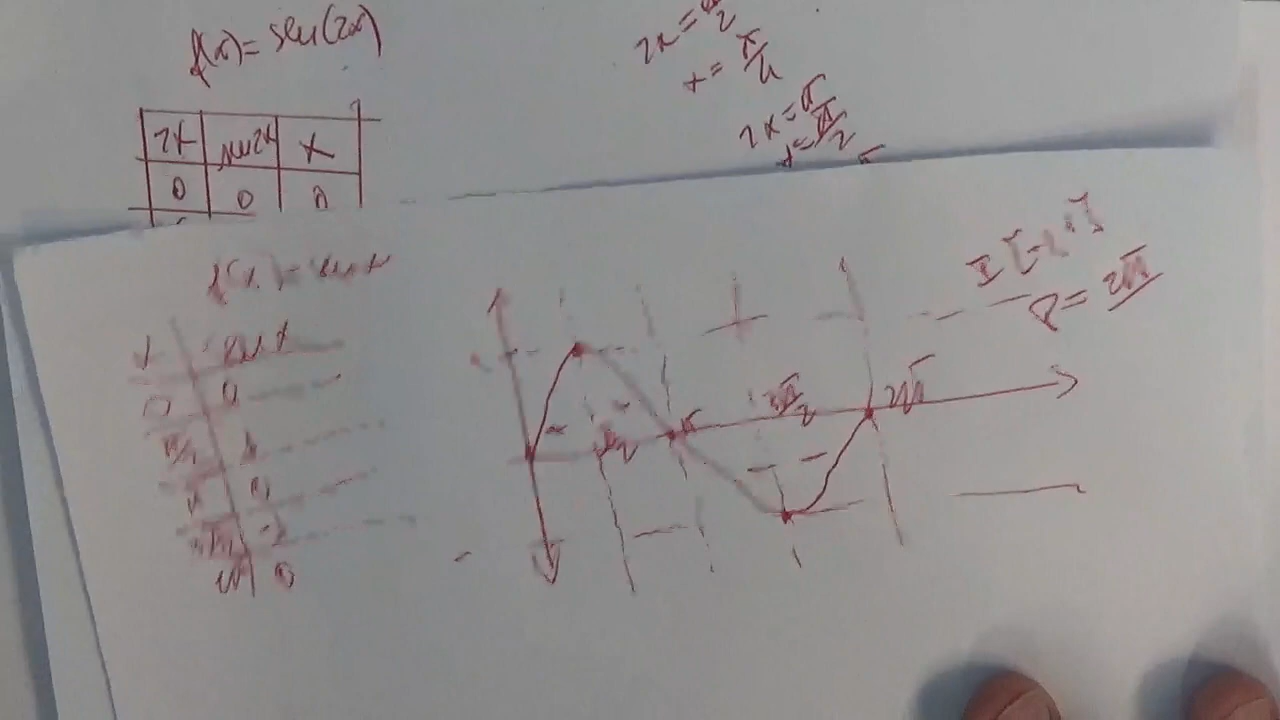 f(x) = sen(2x)
2x = π/2
x = π/4
2x = π
x = π/2
2x sen2x x
0 0 0
f(x) = sen x
x sen x
0 0
π/2 1
π 0
3π/2 -1
2π 0
I [-1, 1]
P = 2π
π/2 π 3π/2 2π